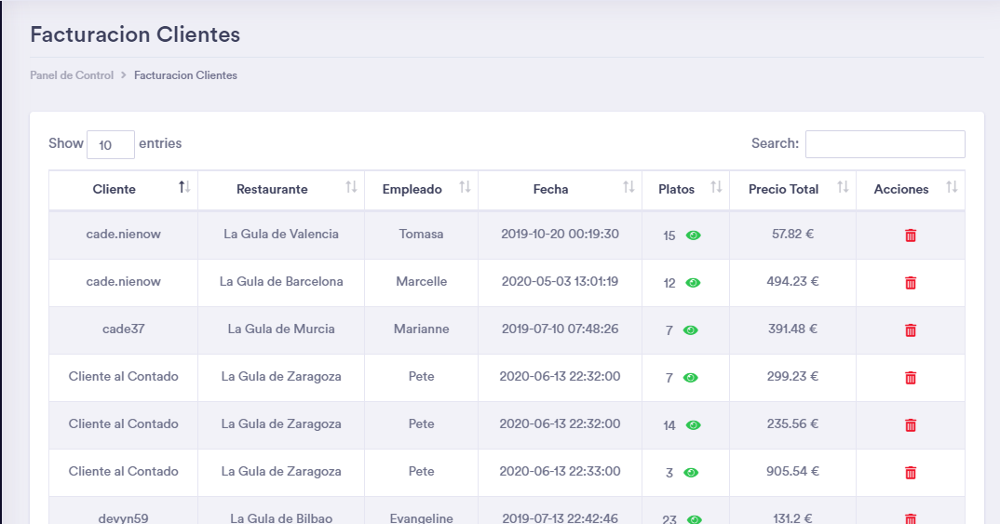 Facturacion Clientes
Panel de Control > Facturacion Clientes
Show 10 entries Search:
Cliente Restaurante Empleado Fecha Platos Precio Total Acciones
cade.nienow La Gula de Valencia Tomasa 2019-10-20 00:19:30 15 57.82 €
cade.nienow La Gula de Barcelona Marcelle 2020-05-03 13:01:19 12 494.23 €
cade37 La Gula de Murcia Marianne 2019-07-10 07:48:26 7 391.48 €
Cliente al Contado La Gula de Zaragoza Pete 2020-06-13 22:32:00 7 299.23 €
Cliente al Contado La Gula de Zaragoza Pete 2020-06-13 22:32:00 14 235.56 €
Cliente al Contado La Gula de Zaragoza Pete 2020-06-13 22:33:00 3 905.54 €
devyn59 La Gula de Bilbao Evangeline 2019-07-13 22:42:46 23 131.2 €